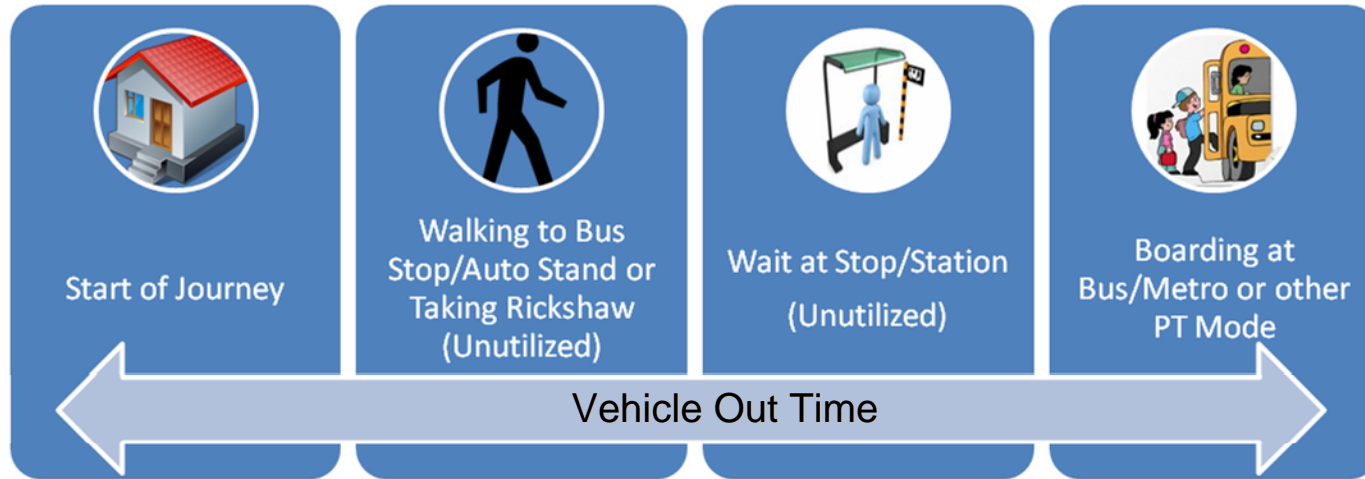 Start of Journey
Walking to Bus
Stop/Auto Stand or
Taking Rickshaw
(Unutilized)
Wait at Stop/Station
(Unutilized)
Boarding at
Bus/Metro or other
PT Mode
Vehicle Out Time